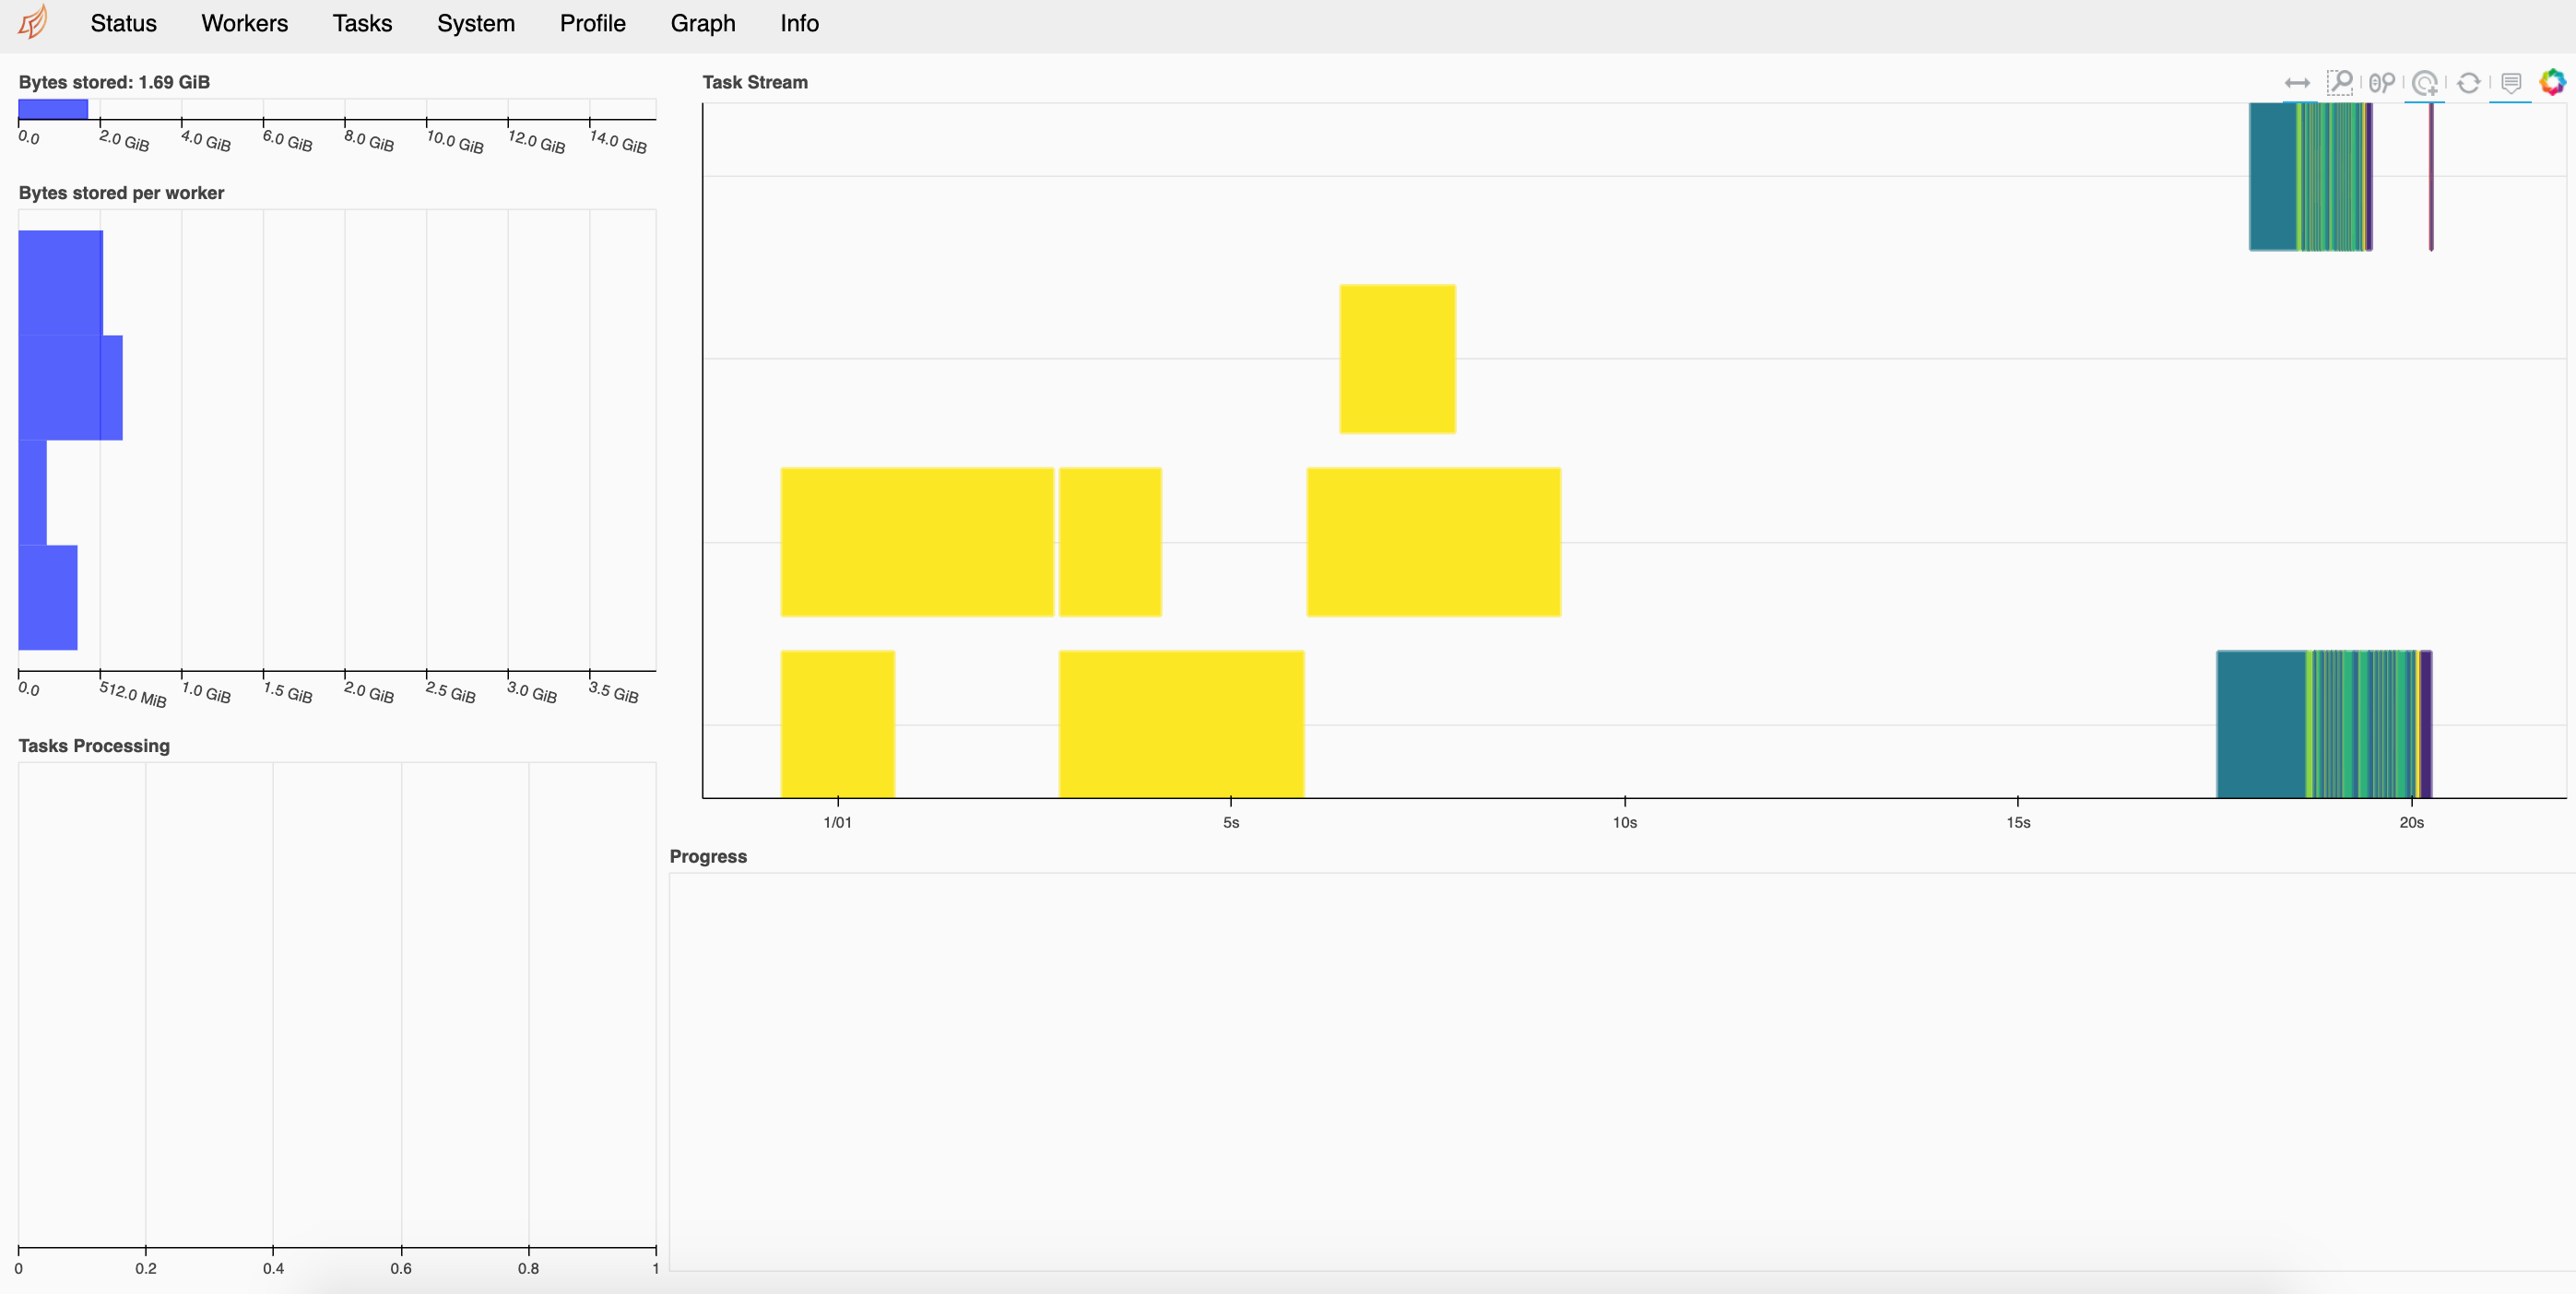 Status Workers Tasks System Profile Graph Info
Bytes stored: 1.69 GiB
0.0 2.0 GiB 4.0 GiB 6.0 GiB 8.0 GiB 10.0 GiB 12.0 GiB 14.0 GiB
Bytes stored per worker
0.0 512.0 MiB 1.0 GiB 1.5 GiB 2.0 GiB 2.5 GiB 3.0 GiB 3.5 GiB
Tasks Processing
0 0.2 0.4 0.6 0.8 1
Task Stream
1/01 5s 10s 15s 20s
Progress